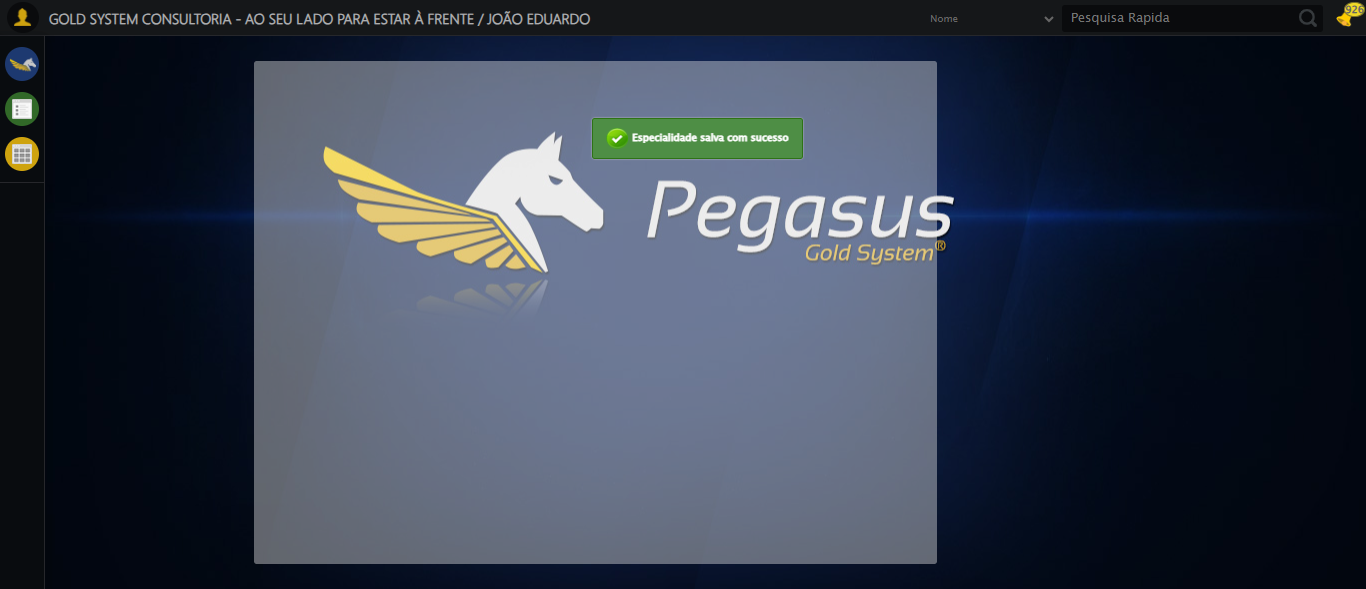 GOLD SYSTEM CONSULTORIA - AO SEU LADO PARA ESTAR À FRENTE / JOÃO EDUARDO
Nome
Pesquisa Rapida
926
Especialidade salva com sucesso
Pegasus
Gold System®